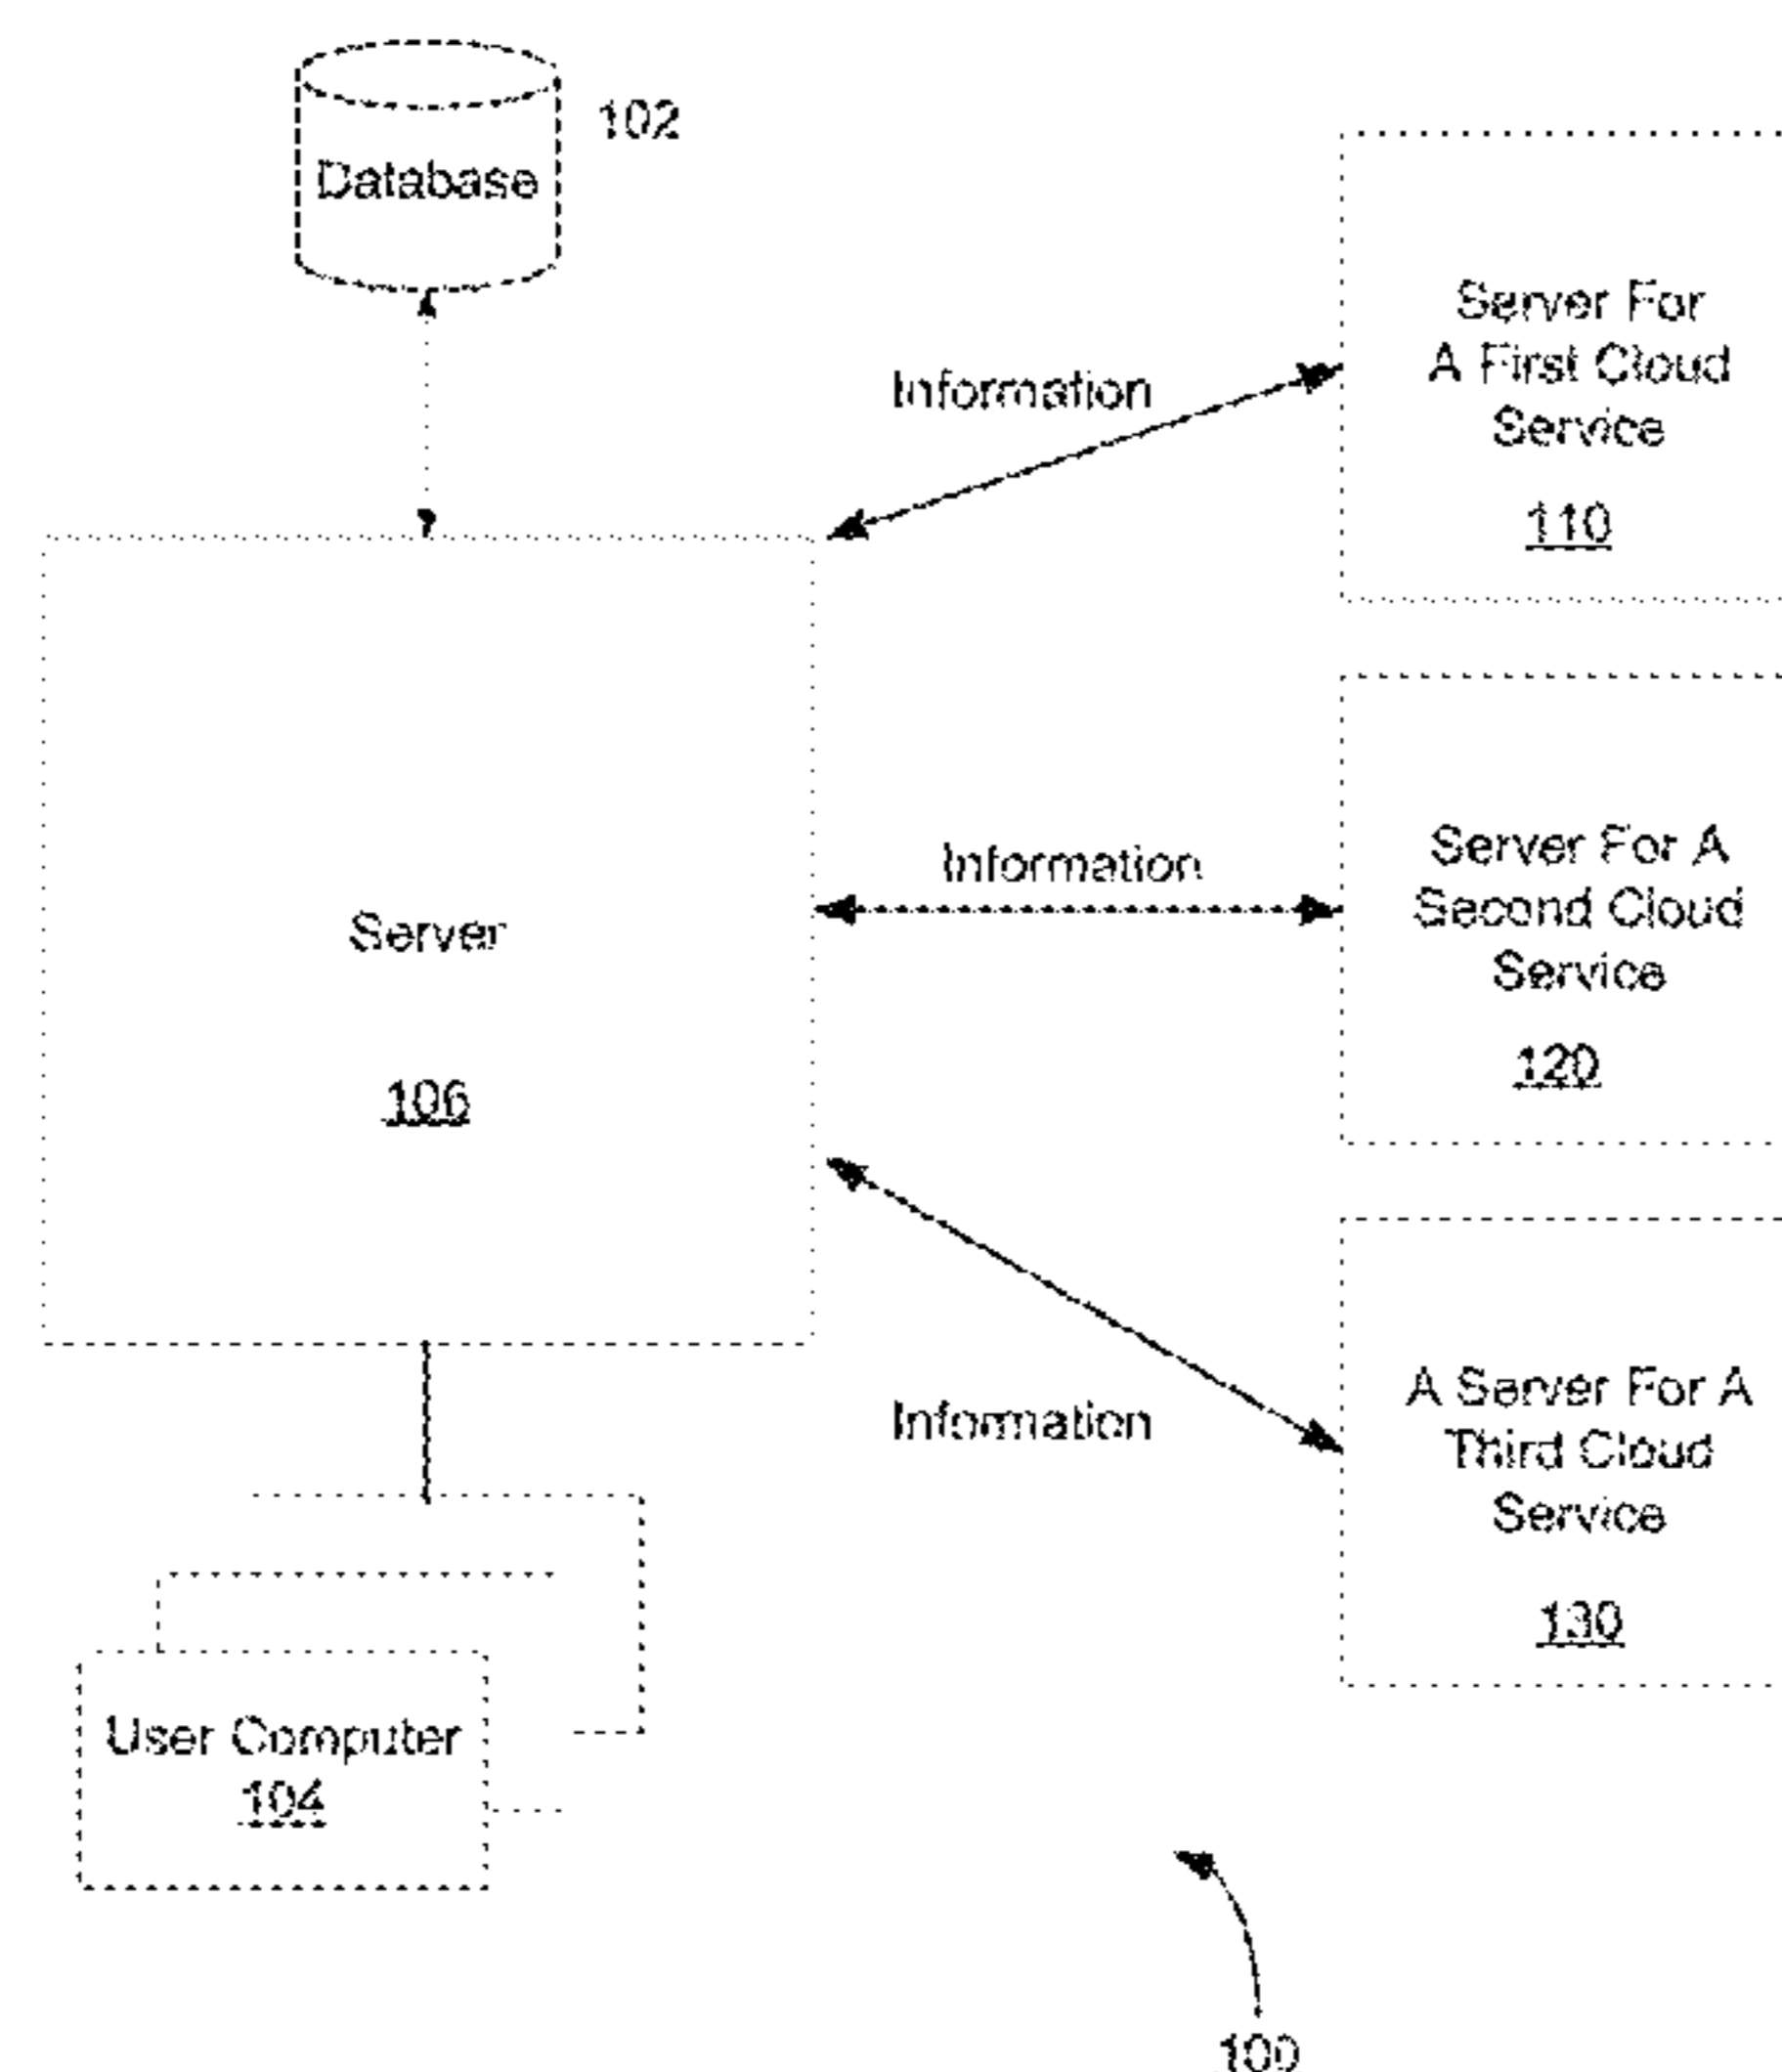 102
Database
Server For
A First Cloud
Service
110
Information
Server
106
Information
Server For A
Second Cloud
Service
120
Information
A Server For A
Third Cloud
Service
130
User Computer
104
100